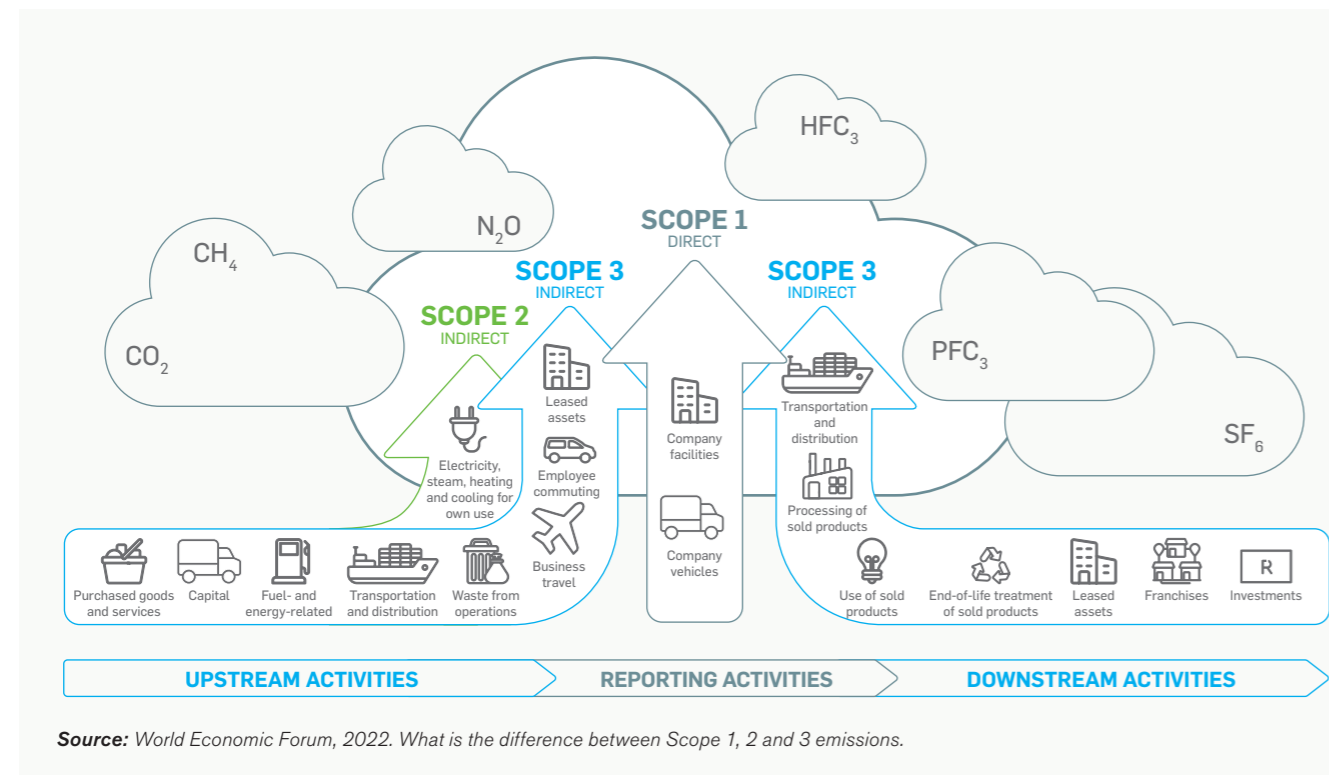 HFC₃
N₂O
CH₄
CO₂
PFC₃
SF₆
SCOPE 1
DIRECT
SCOPE 3
INDIRECT
SCOPE 3
INDIRECT
SCOPE 2
INDIRECT
Electricity,
steam, heating
and cooling for
own use
Leased
assets
Employee
commuting
Business
travel
Company
facilities
Company
vehicles
Transportation
and
distribution
Processing of
sold products
Purchased goods
and services
Capital
Fuel- and
energy-related
Transportation
and distribution
Waste from
operations
Use of sold
products
End-of-life treatment
of sold products
Leased
assets
Franchises
R
Investments
UPSTREAM ACTIVITIES
REPORTING ACTIVITIES
DOWNSTREAM ACTIVITIES
Source: World Economic Forum, 2022. What is the difference between Scope 1, 2 and 3 emissions.